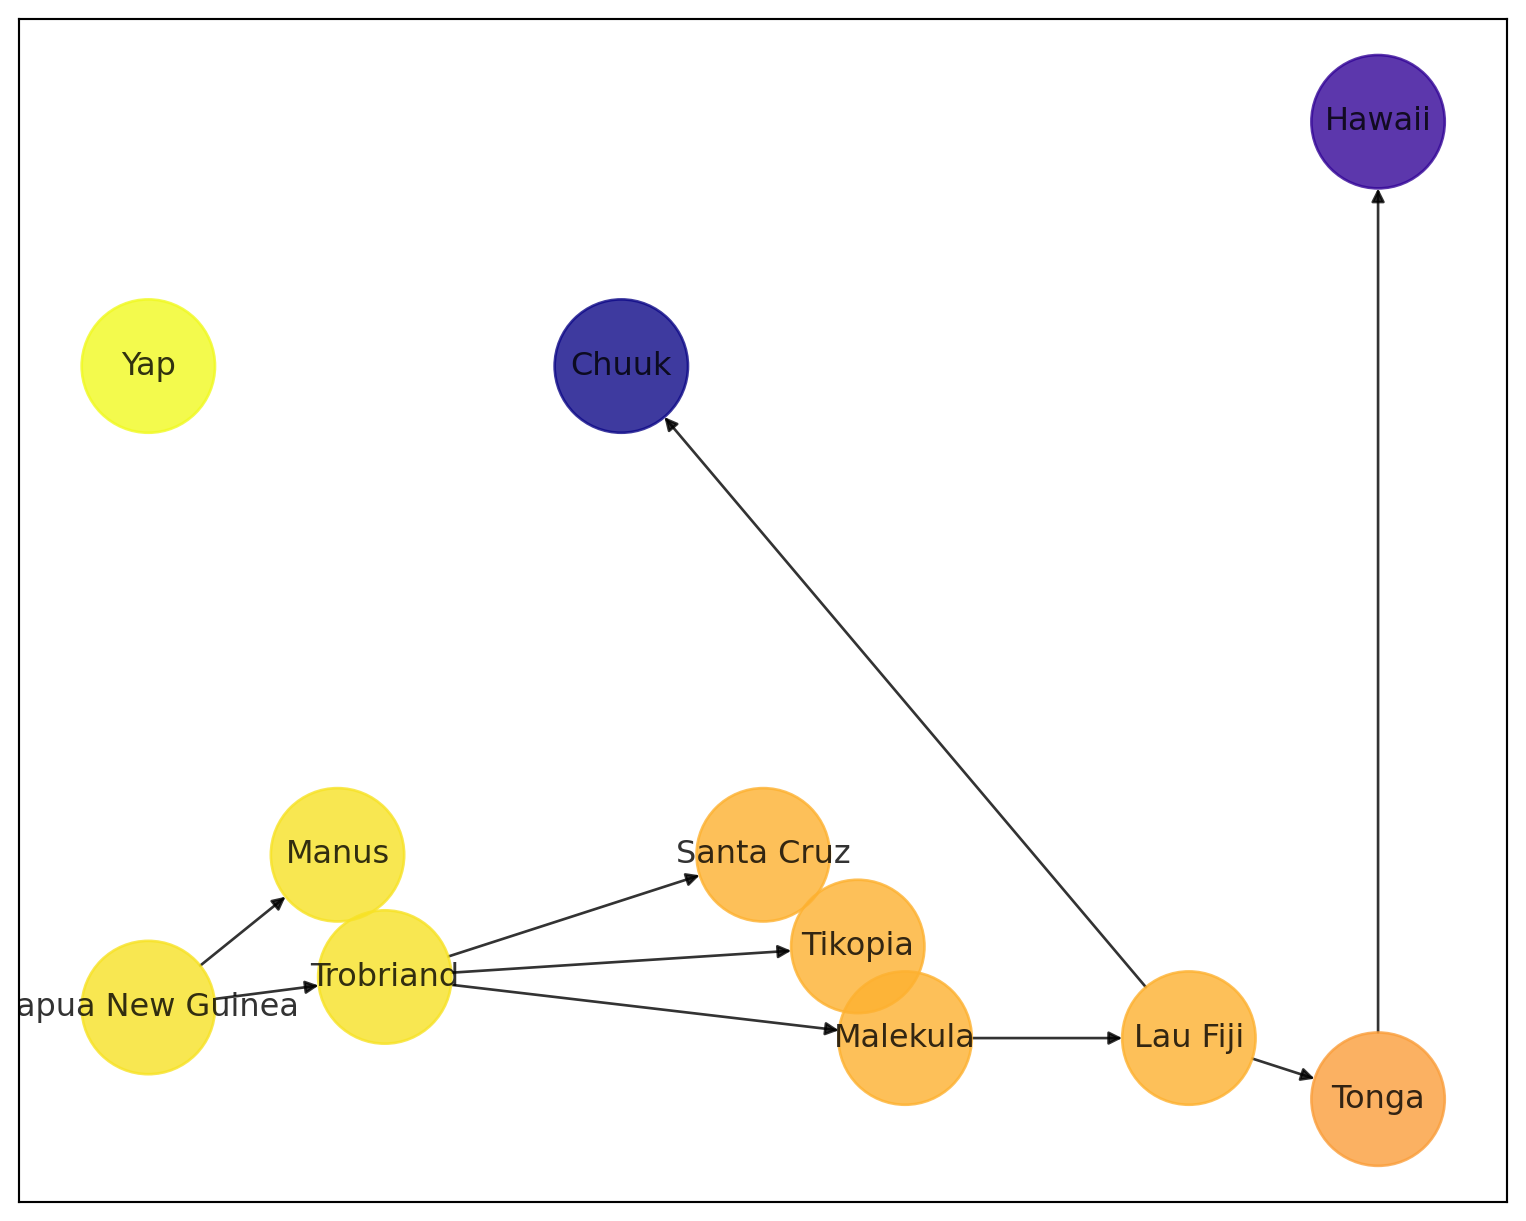 Hawaii
Yap
Chuuk
Manus
Santa Cruz
Tikopia
Trobriand
apua New Guinea
Malekula
Lau Fiji
Tonga